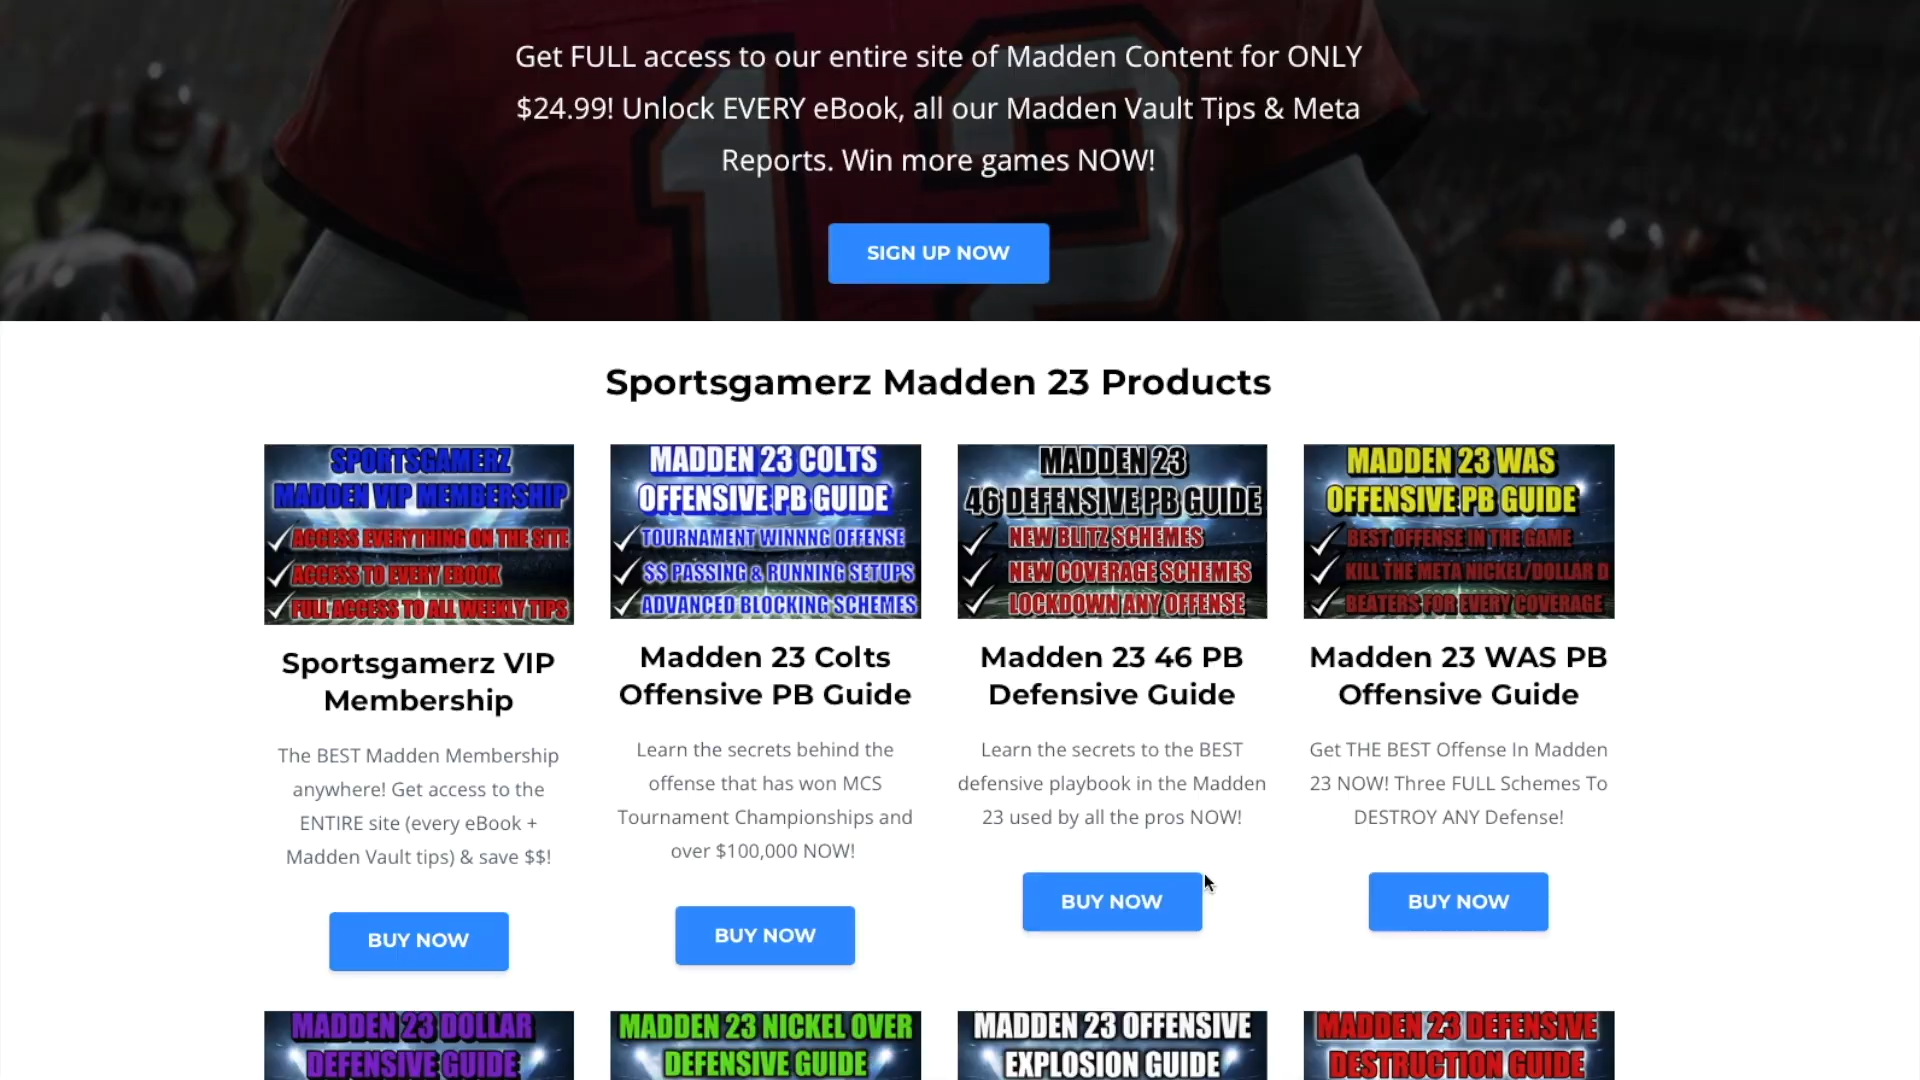 Get FULL access to our entire site of Madden Content for ONLY
$24.99! Unlock EVERY eBook, all our Madden Vault Tips & Meta
Reports. Win more games NOW!
SIGN UP NOW
Sportsgamerz Madden 23 Products
SPORTSGAMERZ
MADDEN VIP MEMBERSHIP
ACCESS EVERYTHING ON THE SITE
ACCESS TO EVERY EBOOK
FULL ACCESS TO ALL WEEKLY TIPS
Sportsgamerz VIP
Membership
The BEST Madden Membership
anywhere! Get access to the
ENTIRE site (every eBook +
Madden Vault tips) & save $$!
BUY NOW
MADDEN 23 COLTS
OFFENSIVE PB GUIDE
TOURNAMENT WINNNG OFFENSE
$$ PASSING & RUNNING SETUPS
ADVANCED BLOCKING SCHEMES
Madden 23 Colts
Offensive PB Guide
Learn the secrets behind the
offense that has won MCS
Tournament Championships and
over $100,000 NOW!
BUY NOW
MADDEN 23
46 DEFENSIVE PB GUIDE
NEW BLITZ SCHEMES
NEW COVERAGE SCHEMES
LOCKDOWN ANY OFFENSE
Madden 23 46 PB
Defensive Guide
Learn the secrets to the BEST
defensive playbook in the Madden
23 used by all the pros NOW!
BUY NOW
MADDEN 23 WAS
OFFENSIVE PB GUIDE
BEST OFFENSE IN THE GAME
KILL THE META NICKEL/DOLLAR D
BEATERS FOR EVERY COVERAGE
Madden 23 WAS PB
Offensive Guide
Get THE BEST Offense In Madden
23 NOW! Three FULL Schemes To
DESTROY ANY Defense!
BUY NOW
MADDEN 23 DOLLAR
DEFENSIVE GUIDE
MADDEN 23 NICKEL OVER
DEFENSIVE GUIDE
MADDEN 23 OFFENSIVE
EXPLOSION GUIDE
MADDEN 23 DEFENSIVE
DESTRUCTION GUIDE